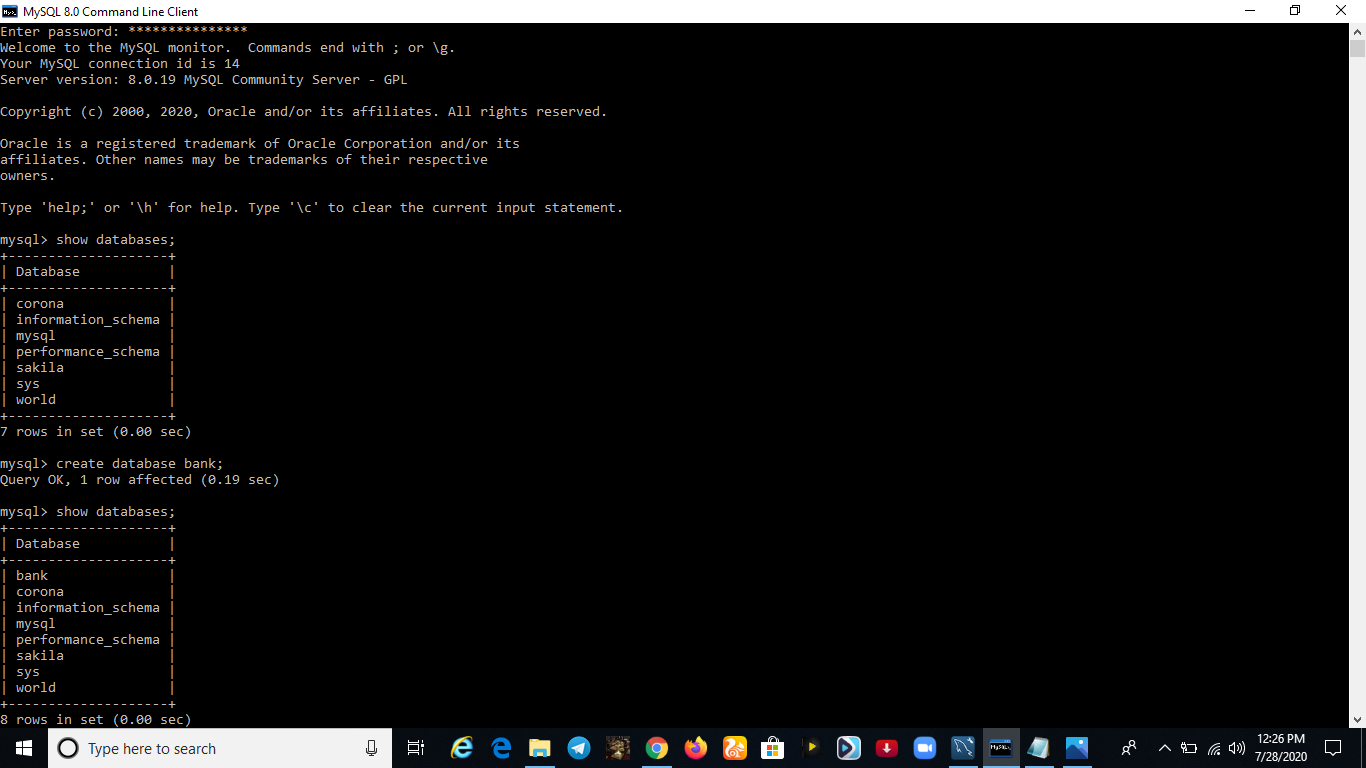 MySQL 8.0 Command Line Client
Enter password: ***************
Welcome to the MySQL monitor.  Commands end with ; or \g.
Your MySQL connection id is 14
Server version: 8.0.19 MySQL Community Server - GPL
Copyright (c) 2000, 2020, Oracle and/or its affiliates. All rights reserved.
Oracle is a registered trademark of Oracle Corporation and/or its
affiliates. Other names may be trademarks of their respective
owners.
Type 'help;' or '\h' for help. Type '\c' to clear the current input statement.
mysql> show databases;
+--------------------+
| Database           |
+--------------------+
| corona             |
| information_schema |
| mysql              |
| performance_schema |
| sakila             |
| sys                |
| world              |
+--------------------+
7 rows in set (0.00 sec)
mysql> create database bank;
Query OK, 1 row affected (0.19 sec)
mysql> show databases;
+--------------------+
| Database           |
+--------------------+
| bank               |
| corona             |
| information_schema |
| mysql              |
| performance_schema |
| sakila             |
| sys                |
| world              |
+--------------------+
8 rows in set (0.00 sec)
Type here to search
12:26 PM
7/28/2020